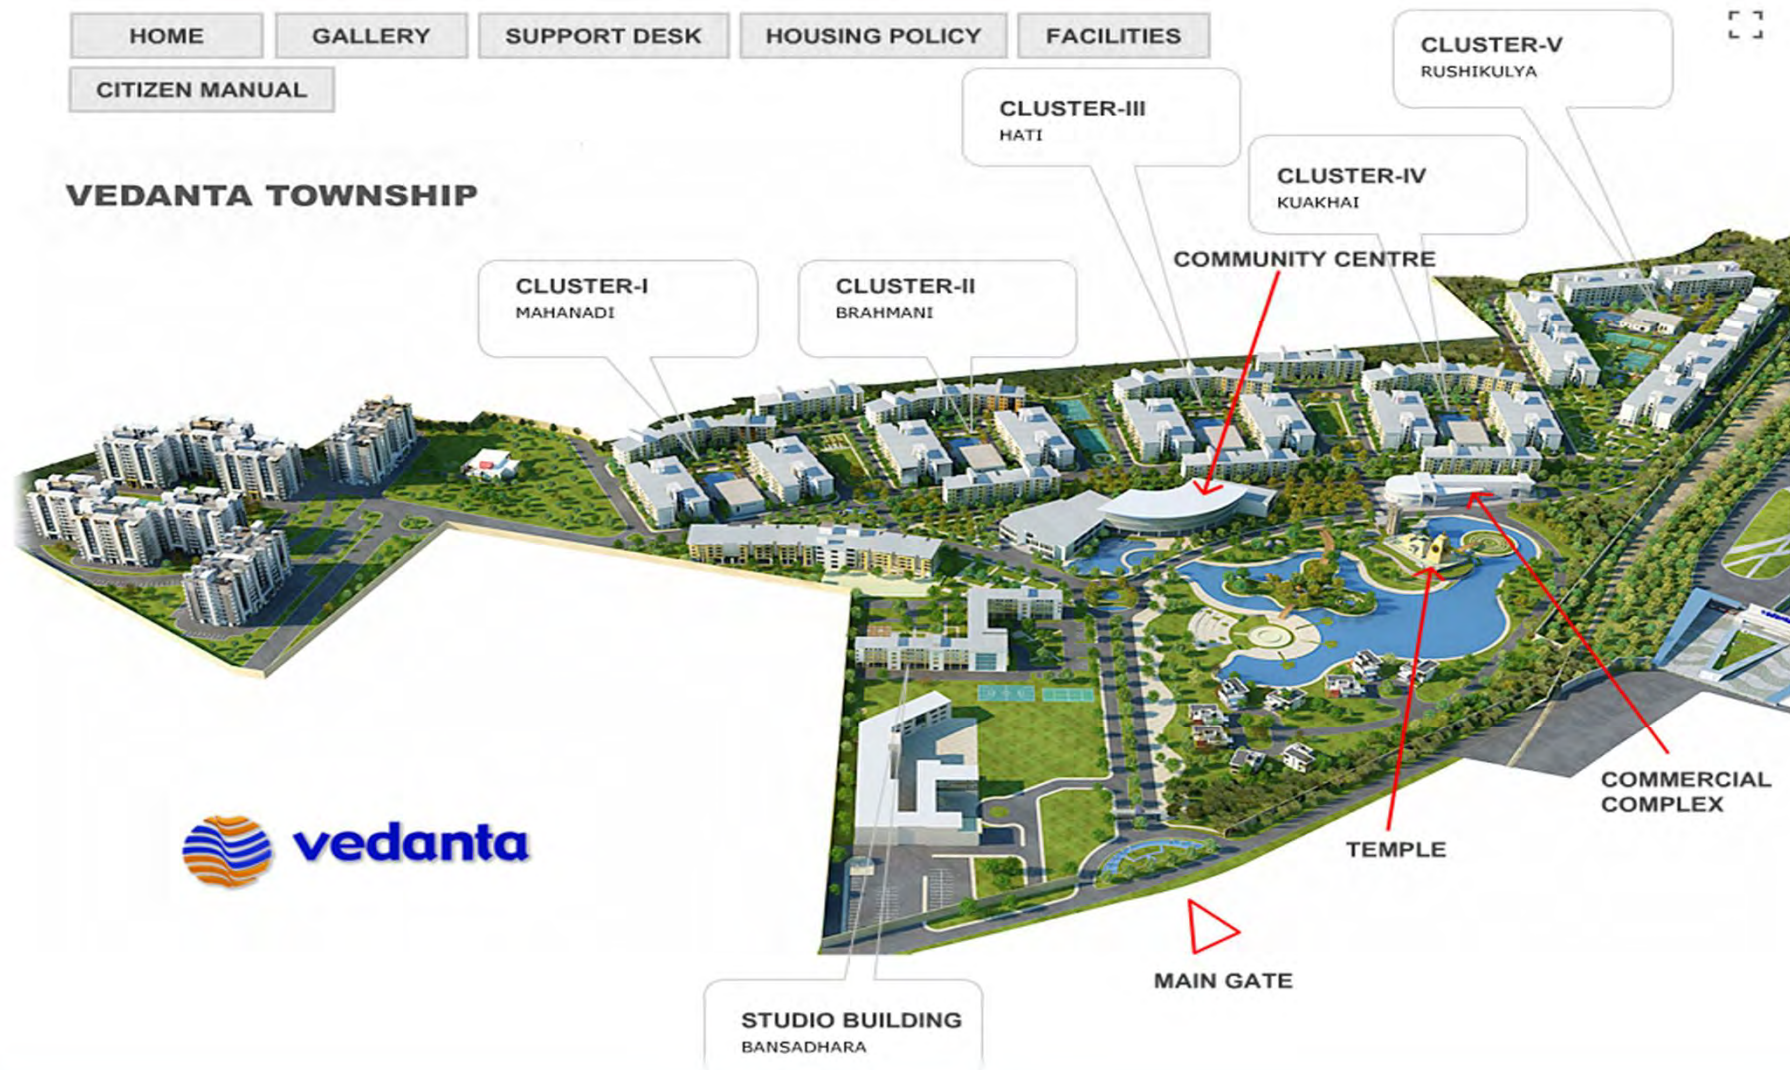 HOME
GALLERY
SUPPORT DESK
HOUSING POLICY
FACILITIES
CITIZEN MANUAL
CLUSTER-V
RUSHIKULYA
CLUSTER-III
HATI
CLUSTER-IV
KUAKHAI
VEDANTA TOWNSHIP
COMMUNITY CENTRE
CLUSTER-I
MAHANADI
CLUSTER-II
BRAHMANI
vedanta
COMMERCIAL
COMPLEX
TEMPLE
MAIN GATE
STUDIO BUILDING
BANSADHARA